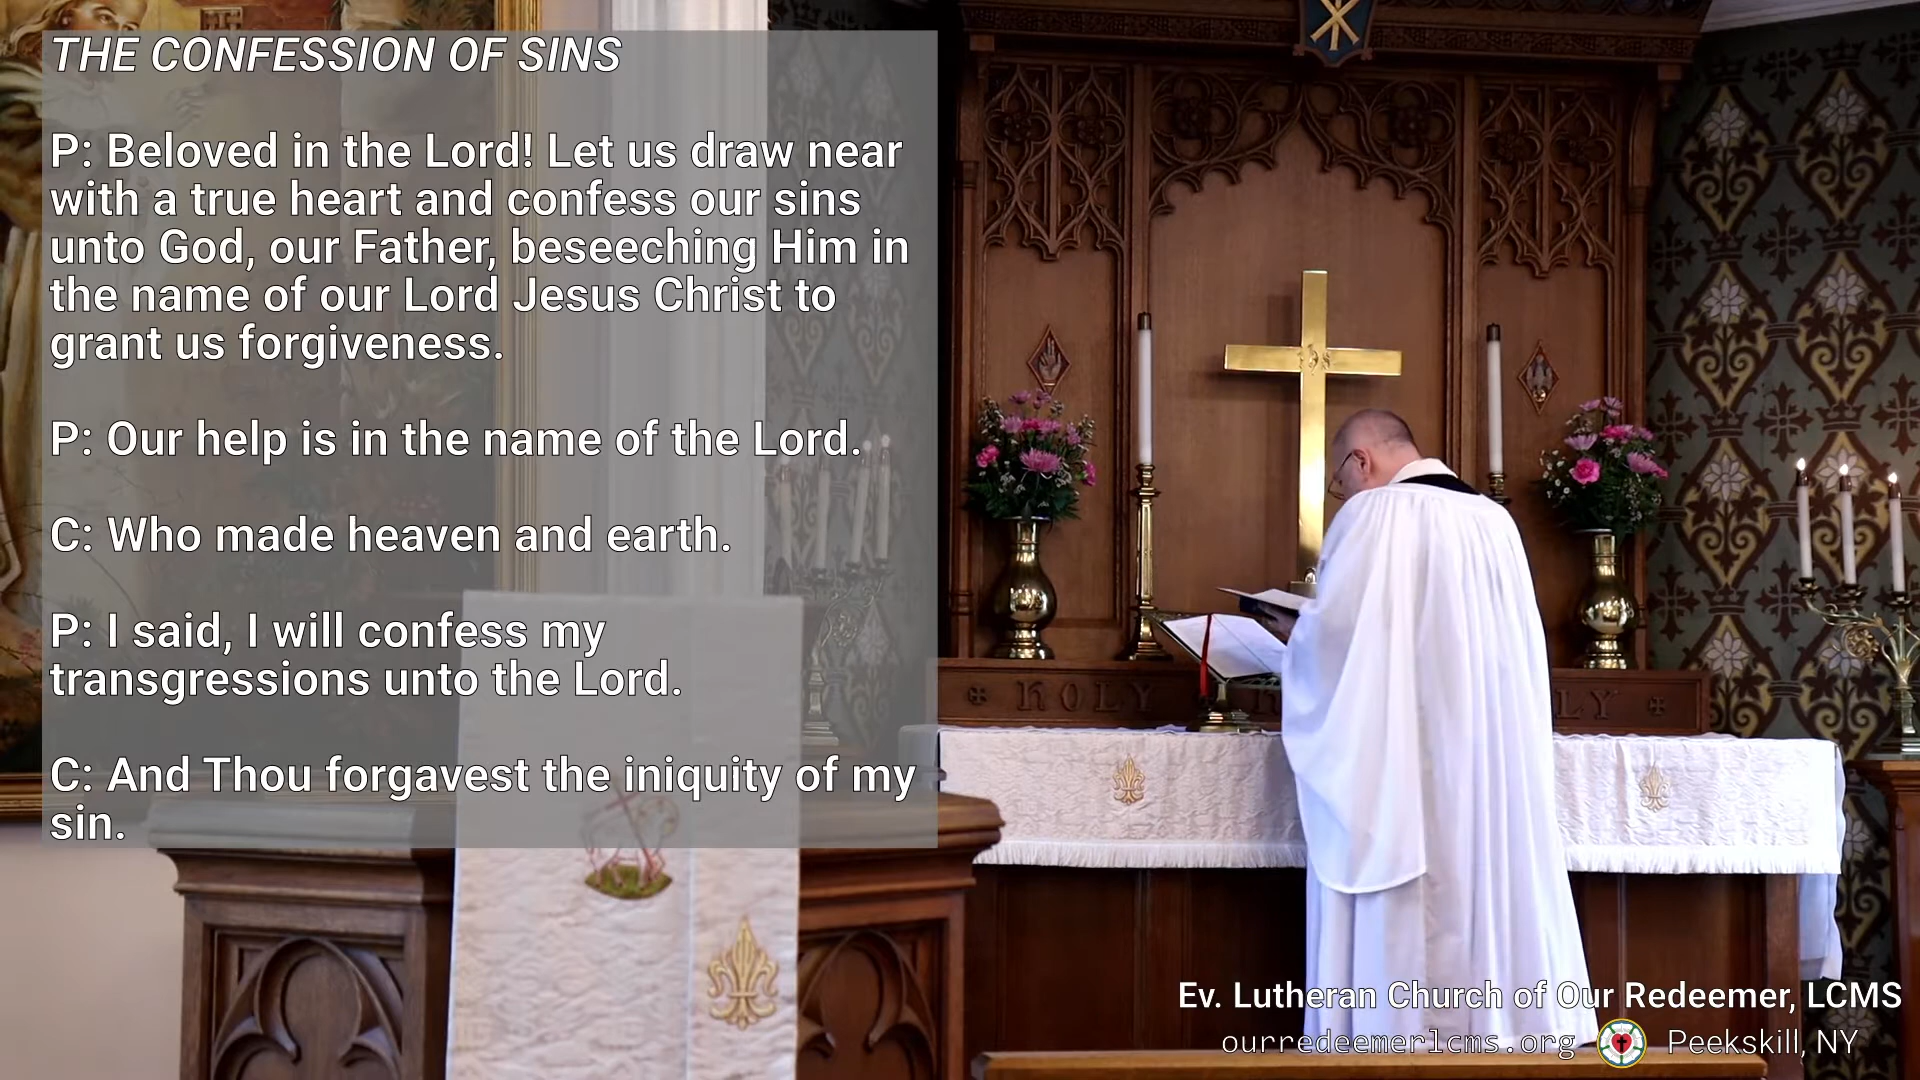 THE CONFESSION OF SINS
P: Beloved in the Lord! Let us draw near
with a true heart and confess our sins
unto God, our Father, beseeching Him in
the name of our Lord Jesus Christ to
grant us forgiveness.
P: Our help is in the name of the Lord.
C: Who made heaven and earth.
P: I said, I will confess my
transgressions unto the Lord.
C: And Thou forgavest the iniquity of my
sin.
HOLY
LY
Ev. Lutheran Church of Our Redeemer, LCMS
ourredeemerlcms.org Peekskill, NY